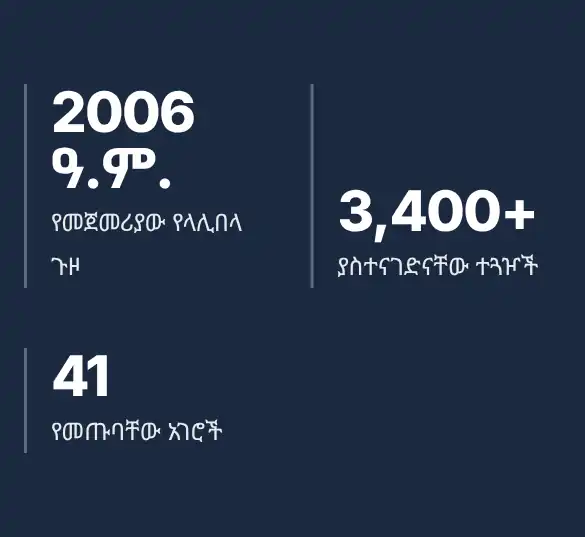 2006
ዓ.ም.
የመጀመሪያው የላሊበላ
ጉዞ
3,400+
ያስተናገድናቸው ተጓዦች
41
የመጡባቸው አገሮች